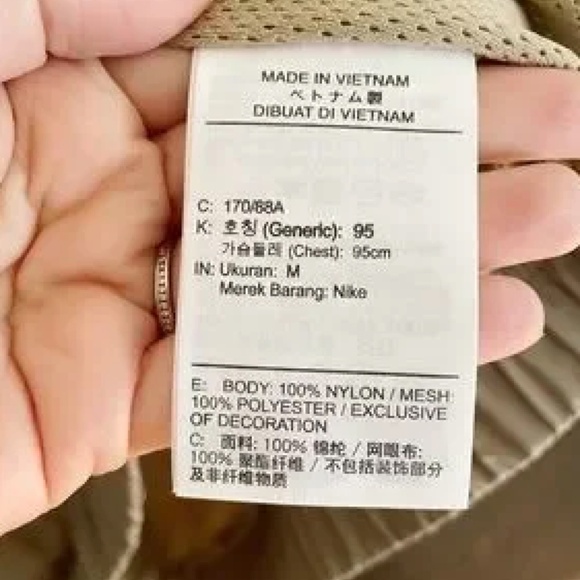 MADE IN VIETNAM
ベトナム製
DIBUAT DI VIETNAM
C: 170/88A
K: 호칭 (Generic): 95
가슴둘레 (Chest): 95cm
IN: Ukuran: M
Merek Barang: Nike
E: BODY: 100% NYLON / MESH:
100% POLYESTER / EXCLUSIVE
OF DECORATION
C: 面料: 100% 锦纶 / 网眼布:
100% 聚酯纤维 / 不包括装饰部分
及非纤维物质